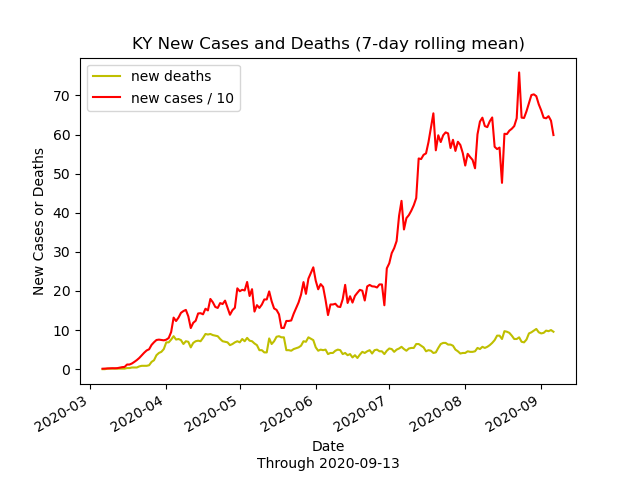 KY New Cases and Deaths (7-day rolling mean)
new deaths
new cases / 10
New Cases or Deaths
70
60
50
40
30
20
10
0
2020-03
2020-04
2020-05
2020-06
2020-07
2020-08
2020-09
Date
Through 2020-09-13